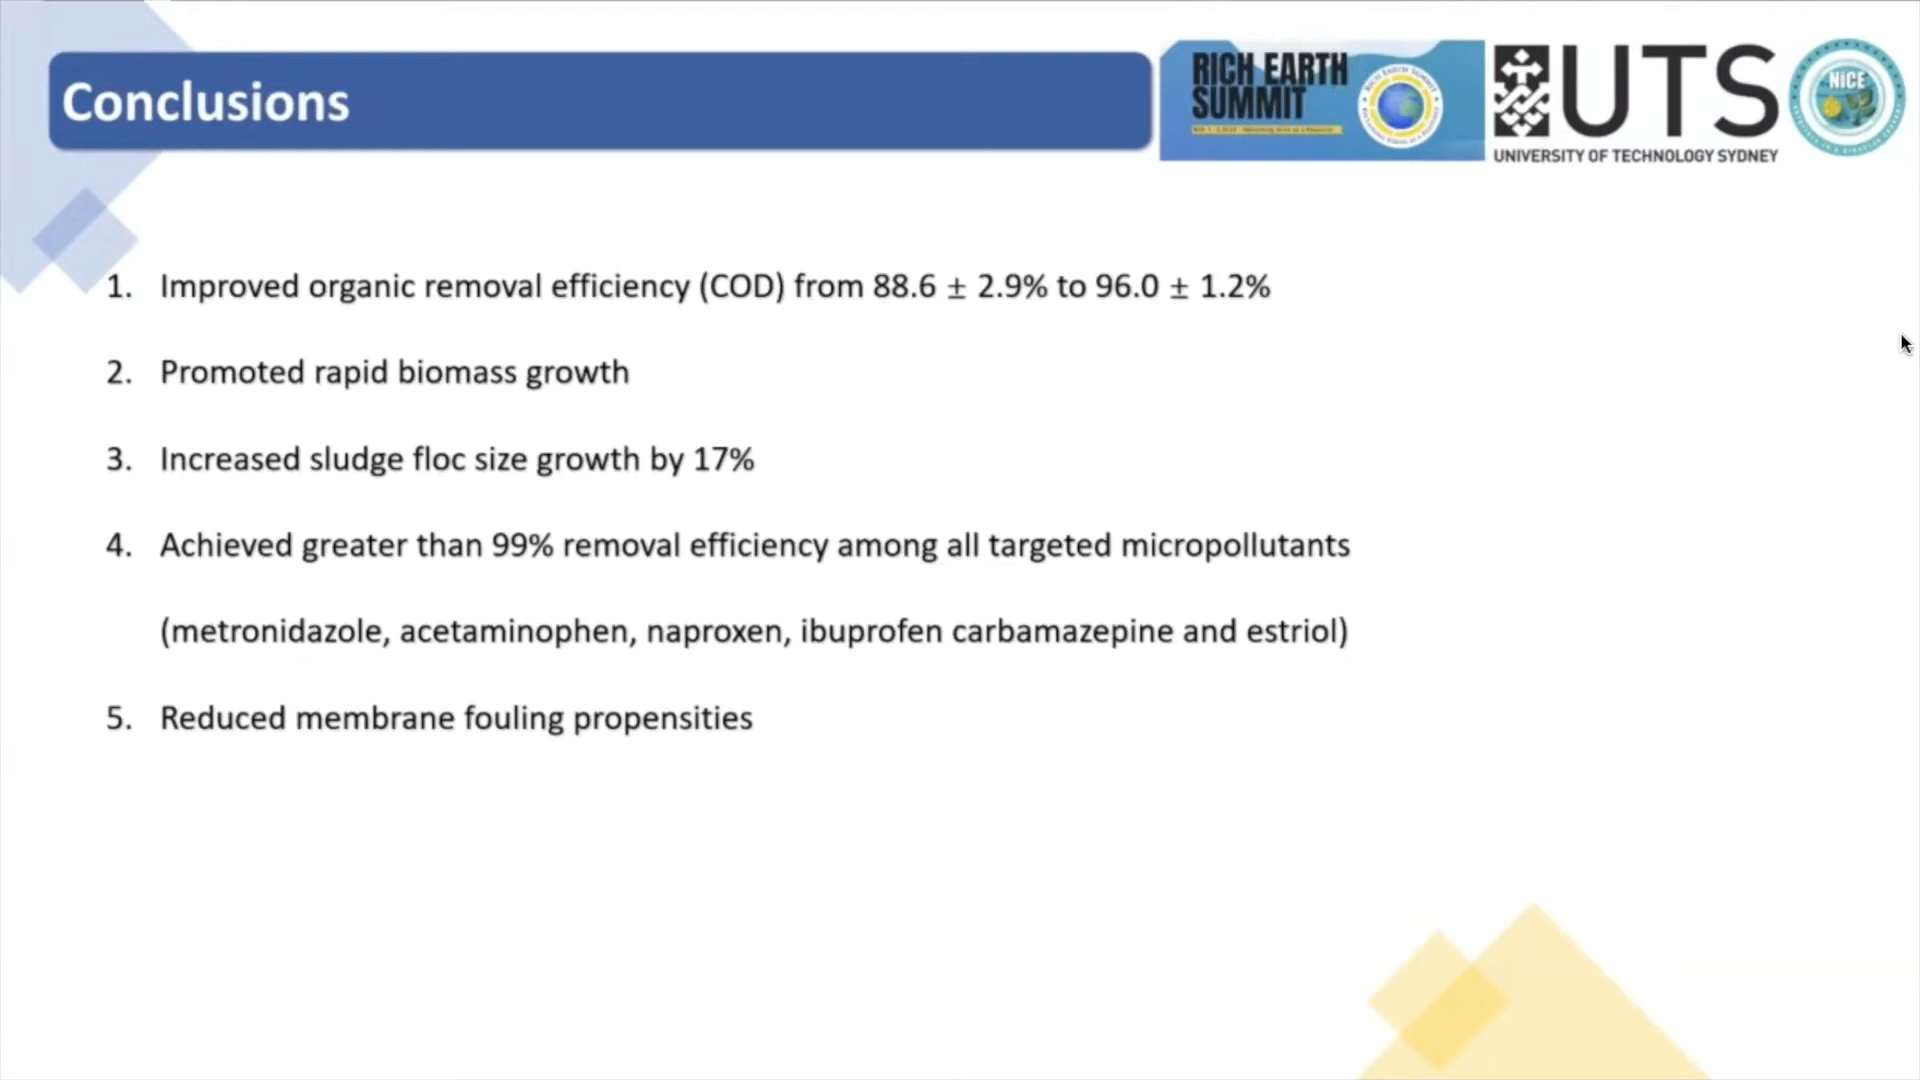 Conclusions
RICH EARTH
SUMMIT
UTS
UNIVERSITY OF TECHNOLOGY SYDNEY
NiCE
1. Improved organic removal efficiency (COD) from 88.6 ± 2.9% to 96.0 ± 1.2%
2. Promoted rapid biomass growth
3. Increased sludge floc size growth by 17%
4. Achieved greater than 99% removal efficiency among all targeted micropollutants
(metronidazole, acetaminophen, naproxen, ibuprofen carbamazepine and estriol)
5. Reduced membrane fouling propensities